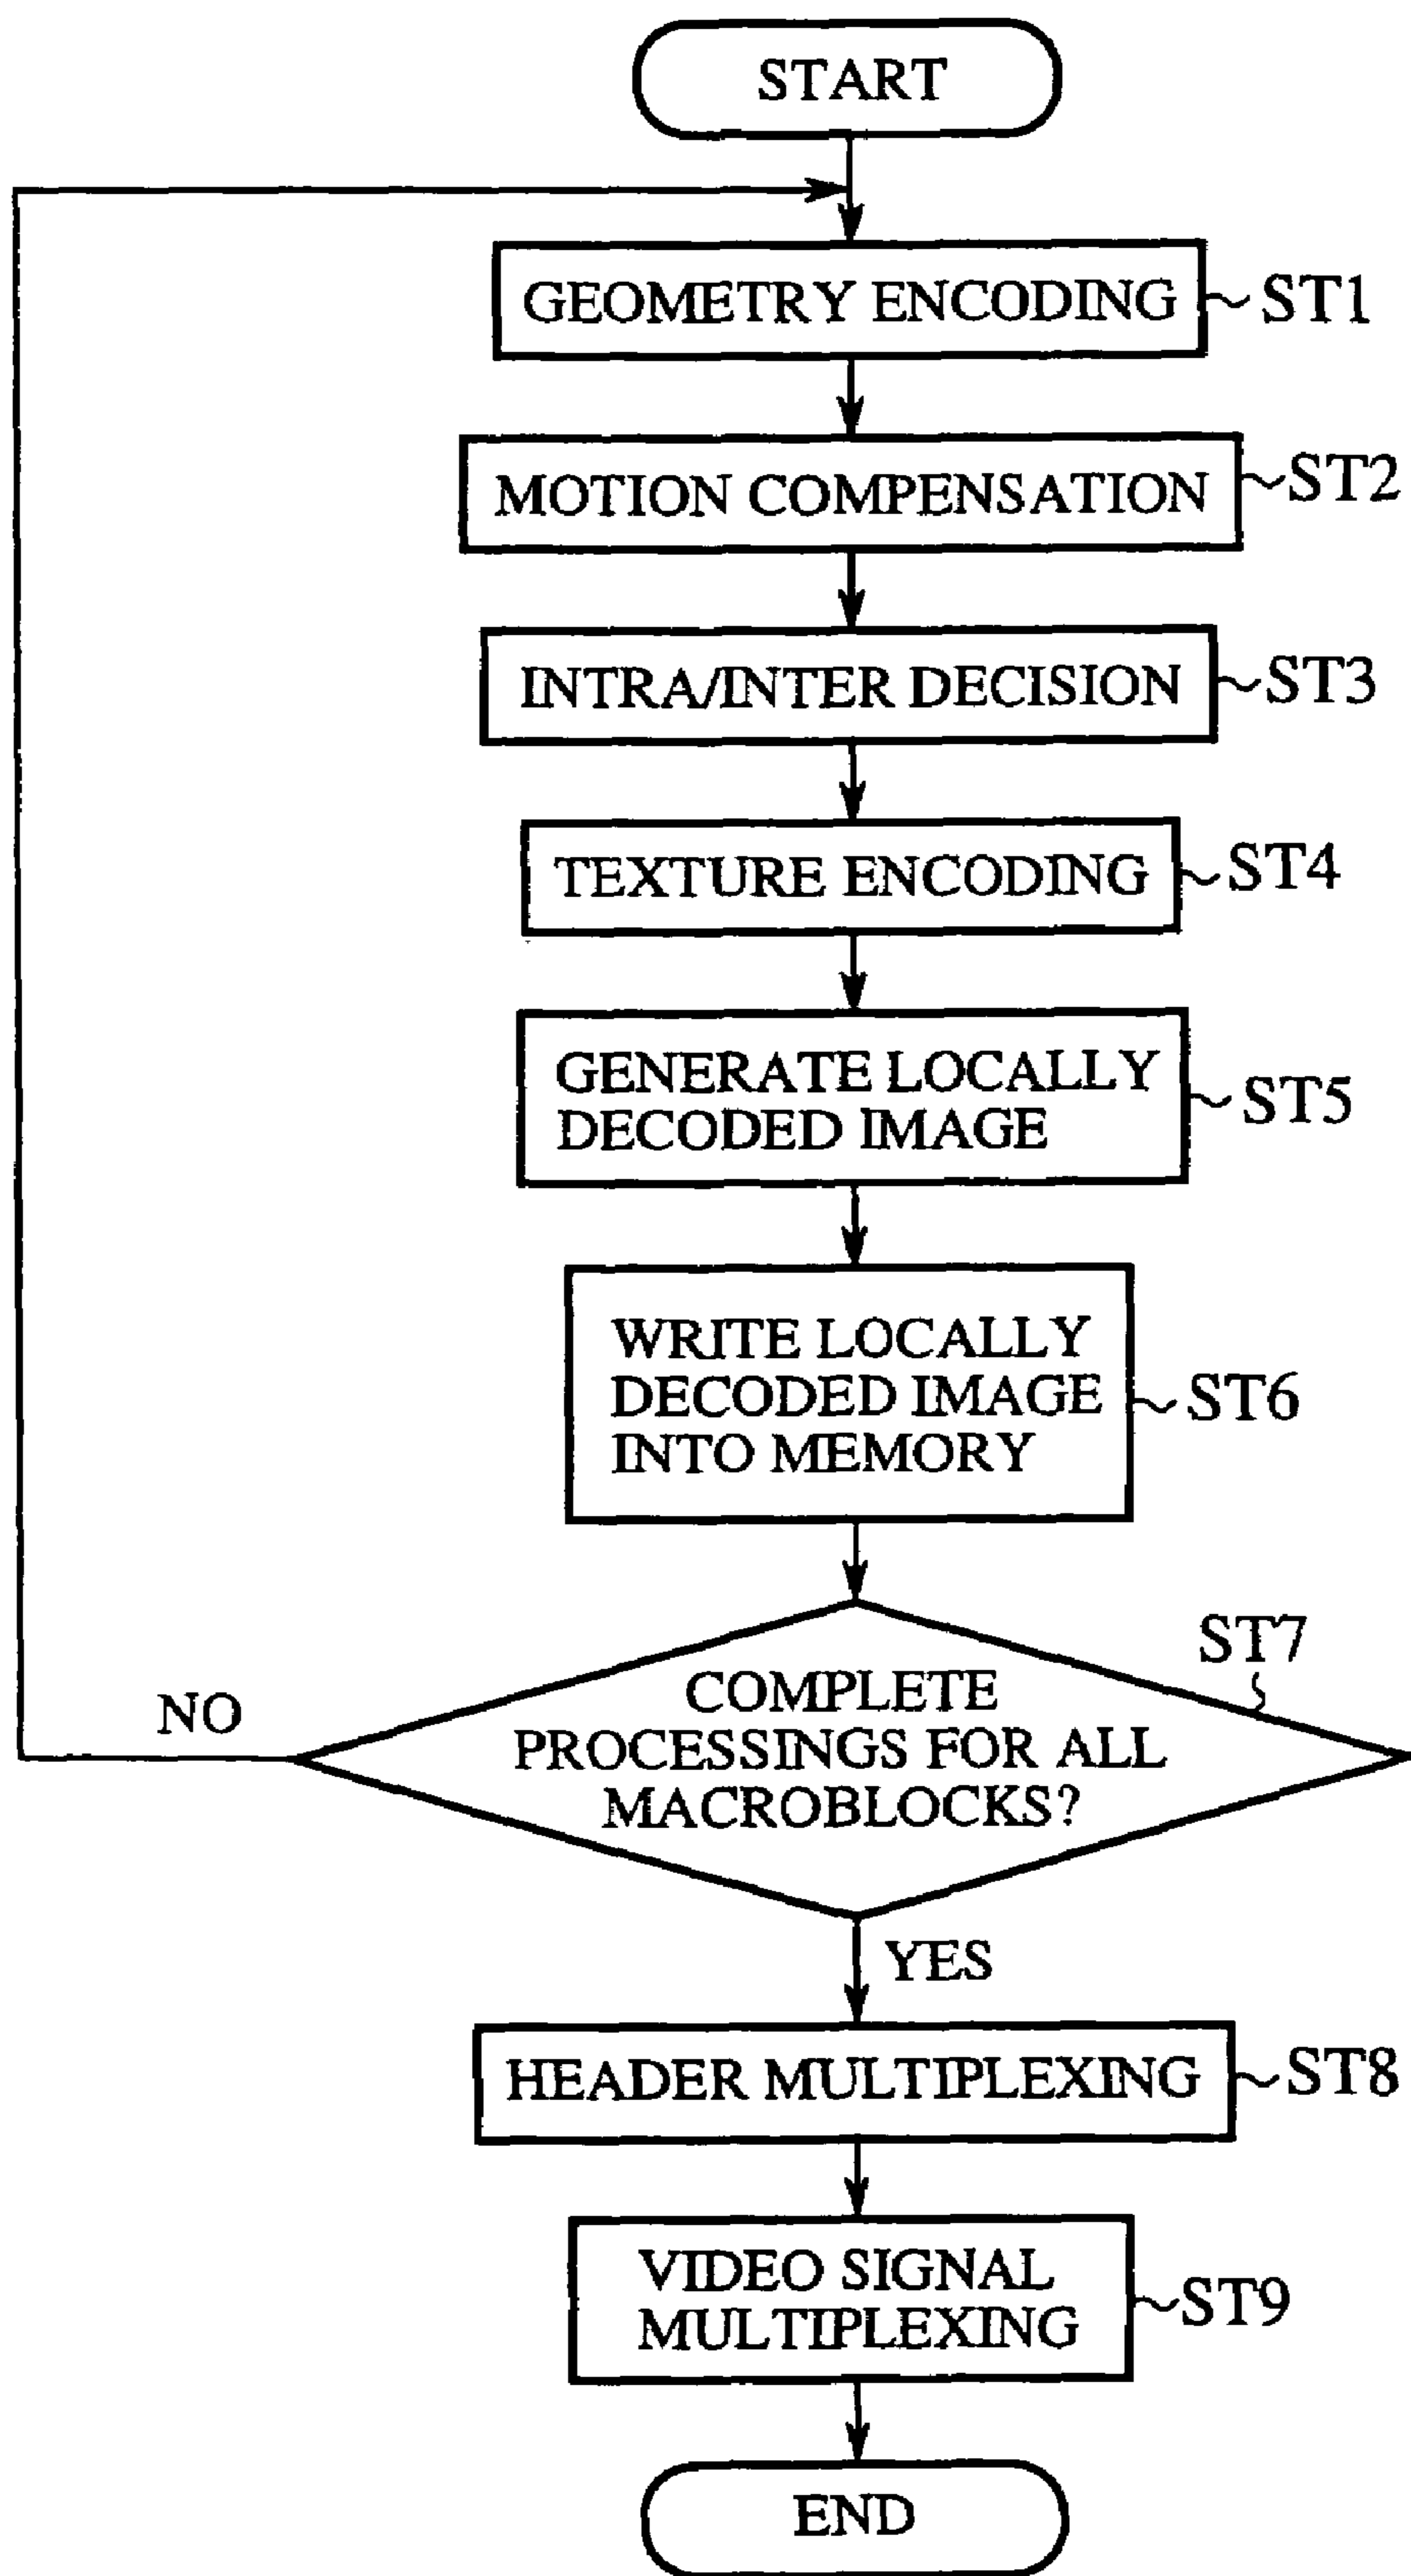 START
GEOMETRY ENCODING
ST1
MOTION COMPENSATION
ST2
INTRA/INTER DECISION
ST3
TEXTURE ENCODING
ST4
GENERATE LOCALLY
DECODED IMAGE
ST5
WRITE LOCALLY
DECODED IMAGE
INTO MEMORY
ST6
ST7
COMPLETE
PROCESSINGS FOR ALL
MACROBLOCKS?
NO
YES
HEADER MULTIPLEXING
ST8
VIDEO SIGNAL
MULTIPLEXING
ST9
END